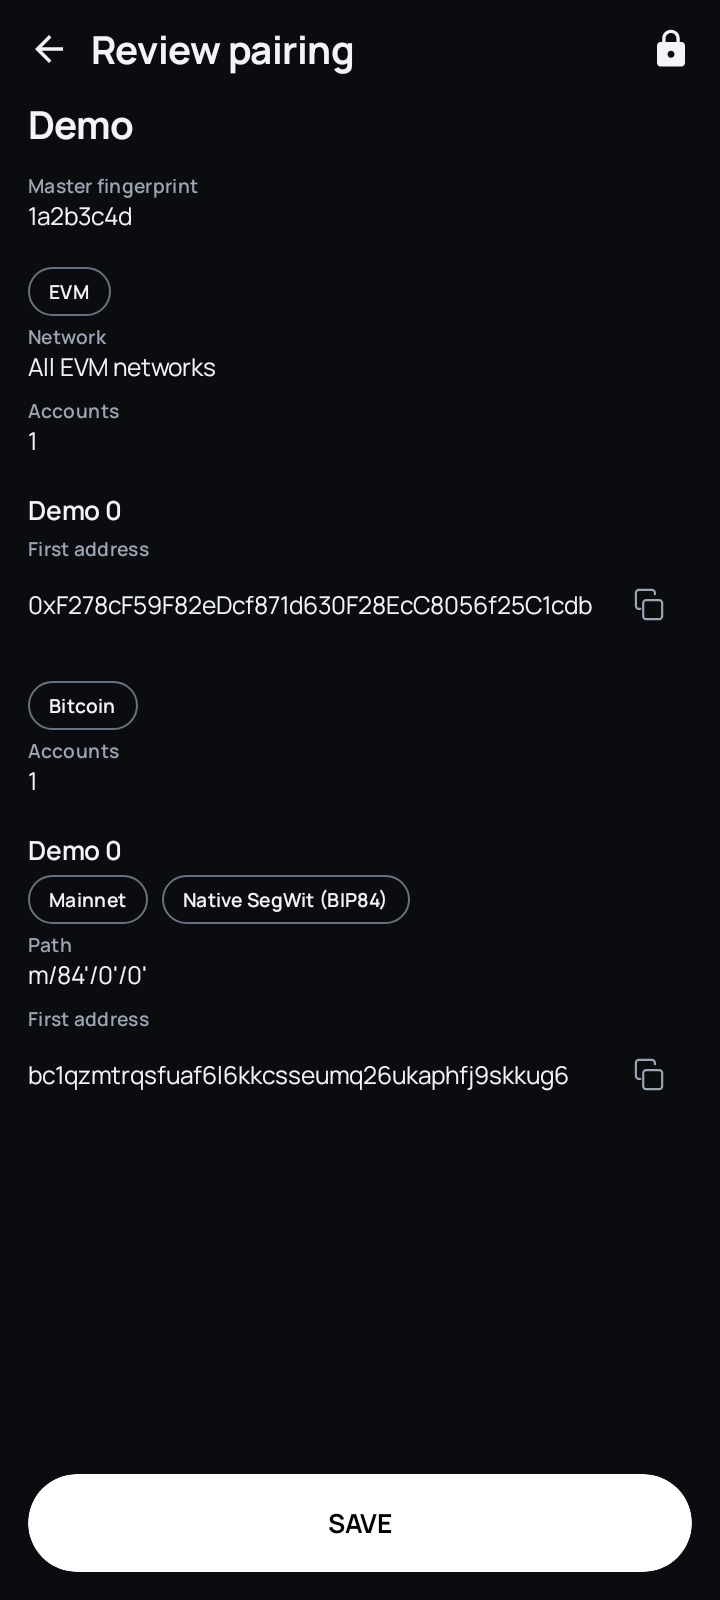 Review pairing
Demo
Master fingerprint
1a2b3c4d
EVM
Network
All EVM networks
Accounts
1
Demo 0
First address
0xF278cF59F82eDcf871d630F28EcC8056f25C1cdb
Bitcoin
Accounts
1
Demo 0
Mainnet Native SegWit (BIP84)
Path
m/84'/0'/0'
First address
bc1qzmtrqsfuaf6l6kkcsseumq26ukaphfj9skkug6
SAVE